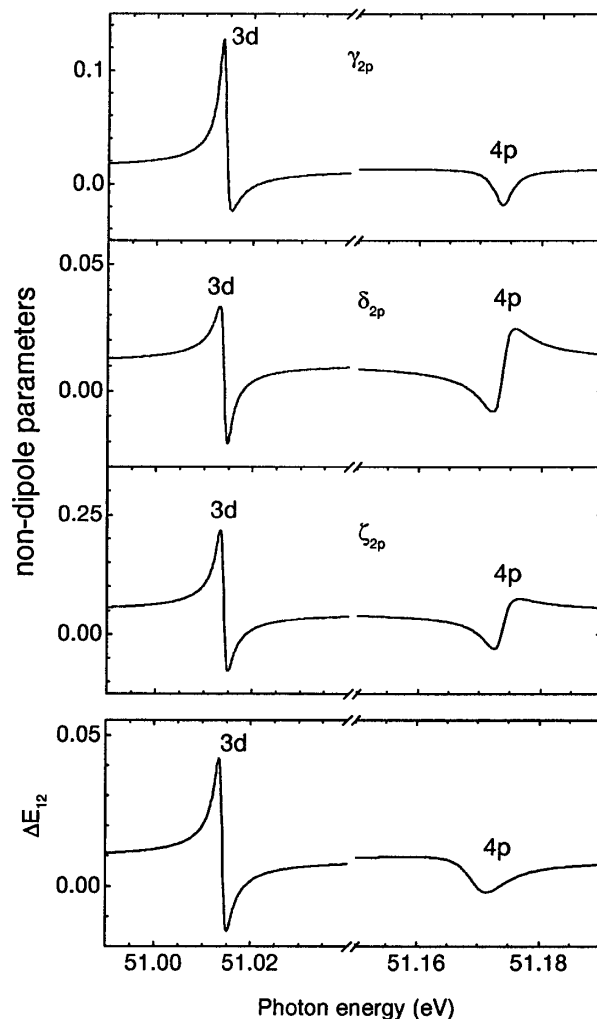 3d
γ2p
0.1
4p
0.0
0.05
3d
δ2p
4p
0.00
non-dipole parameters
3d
0.25
ζ2p
4p
0.00
3d
0.05
ΔE12
4p
0.00
51.00 51.02 51.16 51.18
Photon energy (eV)